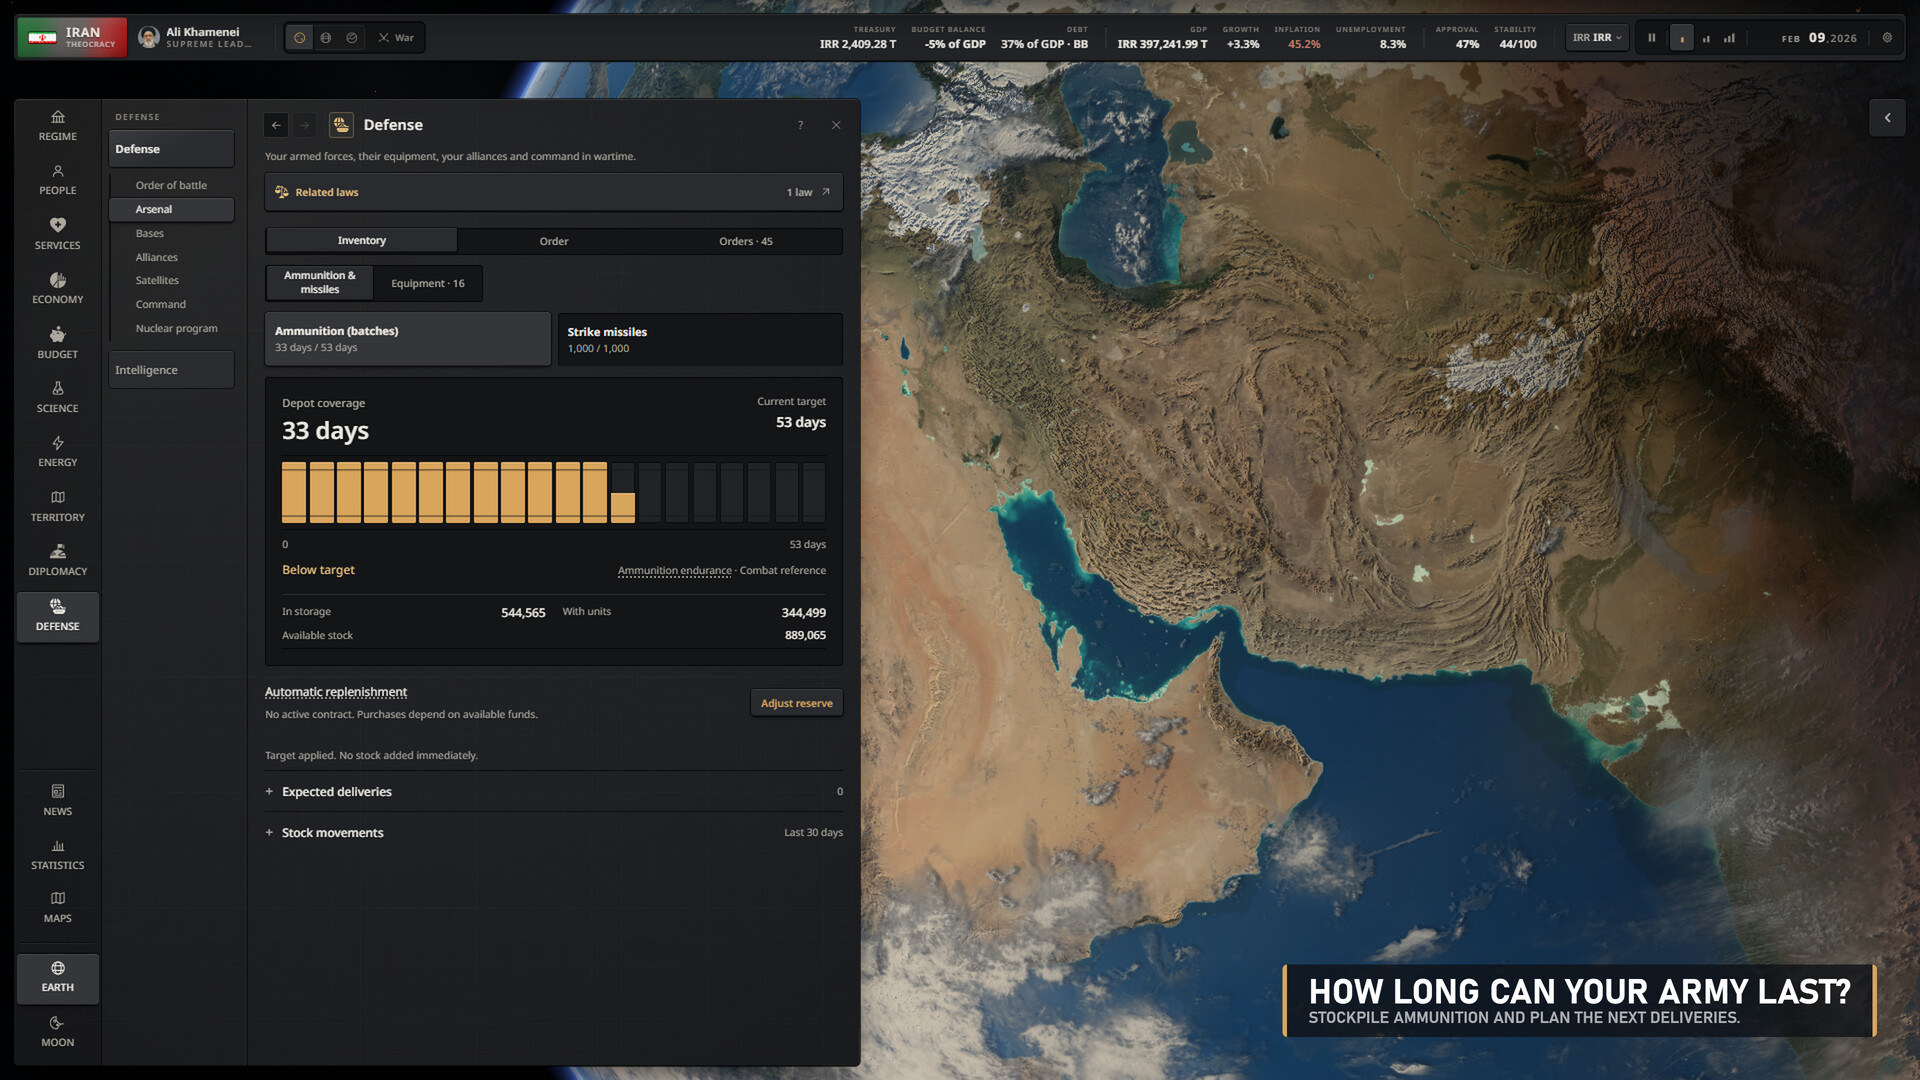 IRAN
THEOCRACY
Ali Khamenei
SUPREME LEAD...
War
TREASURY
IRR 2,409.28 T
BUDGET BALANCE
-5% of GDP
DEBT
37% of GDP · BB
GDP
IRR 397,241.99 T
GROWTH
+3.3%
INFLATION
45.2%
UNEMPLOYMENT
8.3%
APPROVAL
47%
STABILITY
44/100
IRR IRR
FEB 09, 2026
REGIME
PEOPLE
SERVICES
ECONOMY
BUDGET
SCIENCE
ENERGY
TERRITORY
DIPLOMACY
DEFENSE
NEWS
STATISTICS
MAPS
EARTH
MOON
DEFENSE
Defense
Order of battle
Arsenal
Bases
Alliances
Satellites
Command
Nuclear program
Intelligence
Defense
?
Your armed forces, their equipment, your alliances and command in wartime.
Related laws
1 law
Inventory
Order
Orders · 45
Ammunition &
missiles
Equipment · 16
Ammunition (batches)
33 days / 53 days
Strike missiles
1,000 / 1,000
Depot coverage
33 days
Current target
53 days
0
53 days
Below target
Ammunition endurance · Combat reference
In storage
544,565
With units
344,499
Available stock
889,065
Automatic replenishment
No active contract. Purchases depend on available funds.
Adjust reserve
Target applied. No stock added immediately.
+ Expected deliveries
0
+ Stock movements
Last 30 days
HOW LONG CAN YOUR ARMY LAST?
STOCKPILE AMMUNITION AND PLAN THE NEXT DELIVERIES.